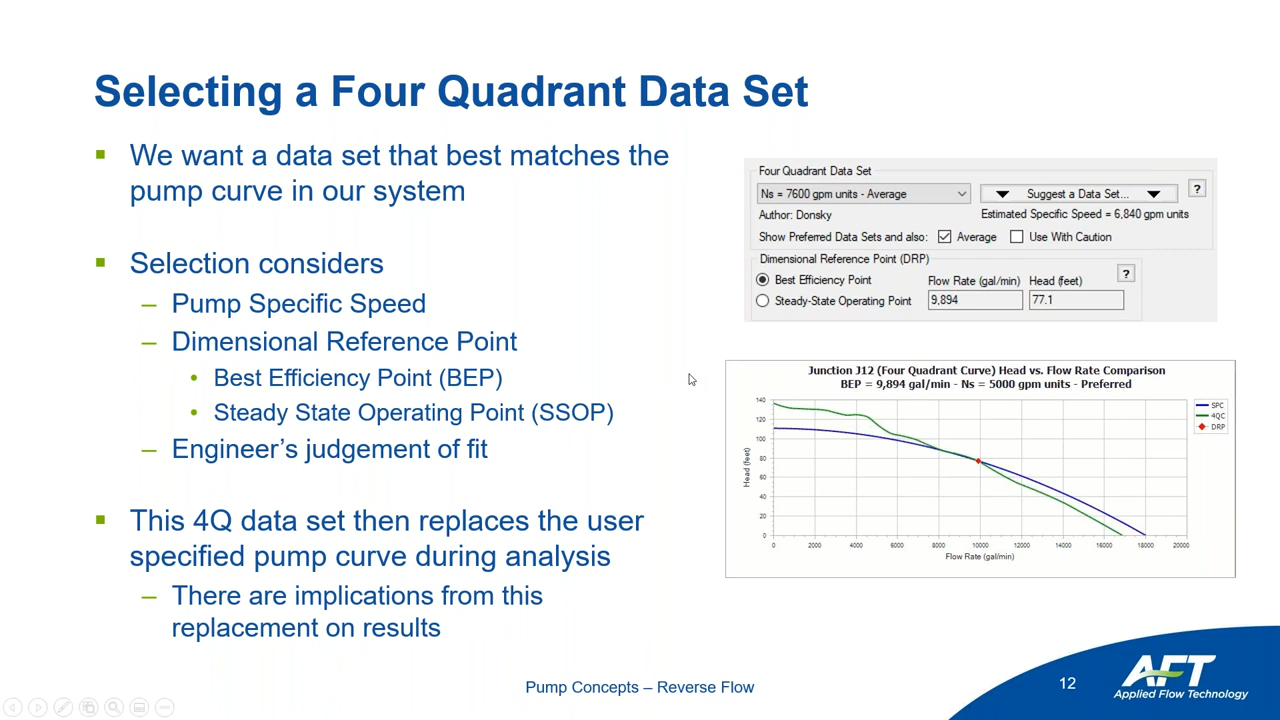 Selecting a Four Quadrant Data Set
We want a data set that best matches the
pump curve in our system
Selection considers
– Pump Specific Speed
– Dimensional Reference Point
Best Efficiency Point (BEP)
Steady State Operating Point (SSOP)
– Engineer’s judgement of fit
This 4Q data set then replaces the user
specified pump curve during analysis
– There are implications from this
replacement on results
Four Quadrant Data Set
Ns = 7600 gpm units - Average
Suggest a Data Set...
?
Author: Donsky
Estimated Specific Speed = 6,840 gpm units
Show Preferred Data Sets and also:
Average
Use With Caution
Dimensional Reference Point (DRP)
Best Efficiency Point
Flow Rate (gal/min)
Head (feet)
?
Steady-State Operating Point
9,894
77.1
Junction J12 (Four Quadrant Curve) Head vs. Flow Rate Comparison
BEP = 9,894 gal/min - Ns = 5000 gpm units - Preferred
140
120
100
80
60
40
20
0
Head (feet)
0 2000 4000 6000 8000 10000 12000 14000 16000 18000 20000
Flow Rate (gal/min)
SPC
4QC
DRP
Pump Concepts – Reverse Flow
12
AFT
Applied Flow Technology